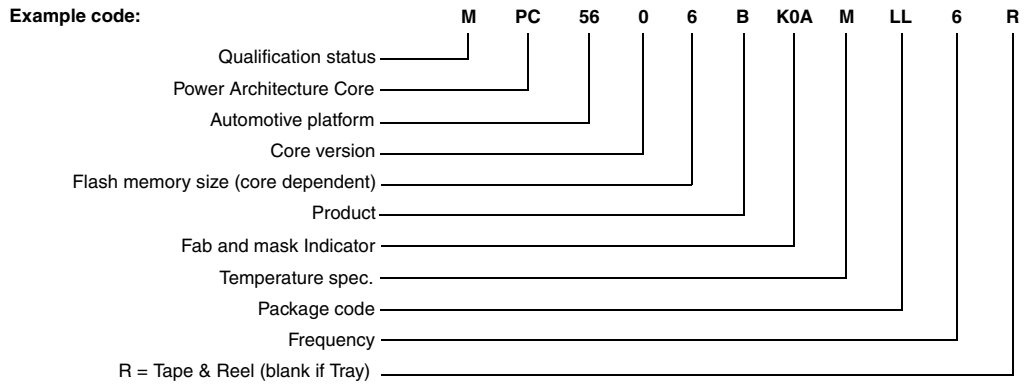 Example code: M PC 56 0 6 B K0A M LL 6 R
Qualification status
Power Architecture Core
Automotive platform
Core version
Flash memory size (core dependent)
Product
Fab and mask Indicator
Temperature spec.
Package code
Frequency
R = Tape & Reel (blank if Tray)